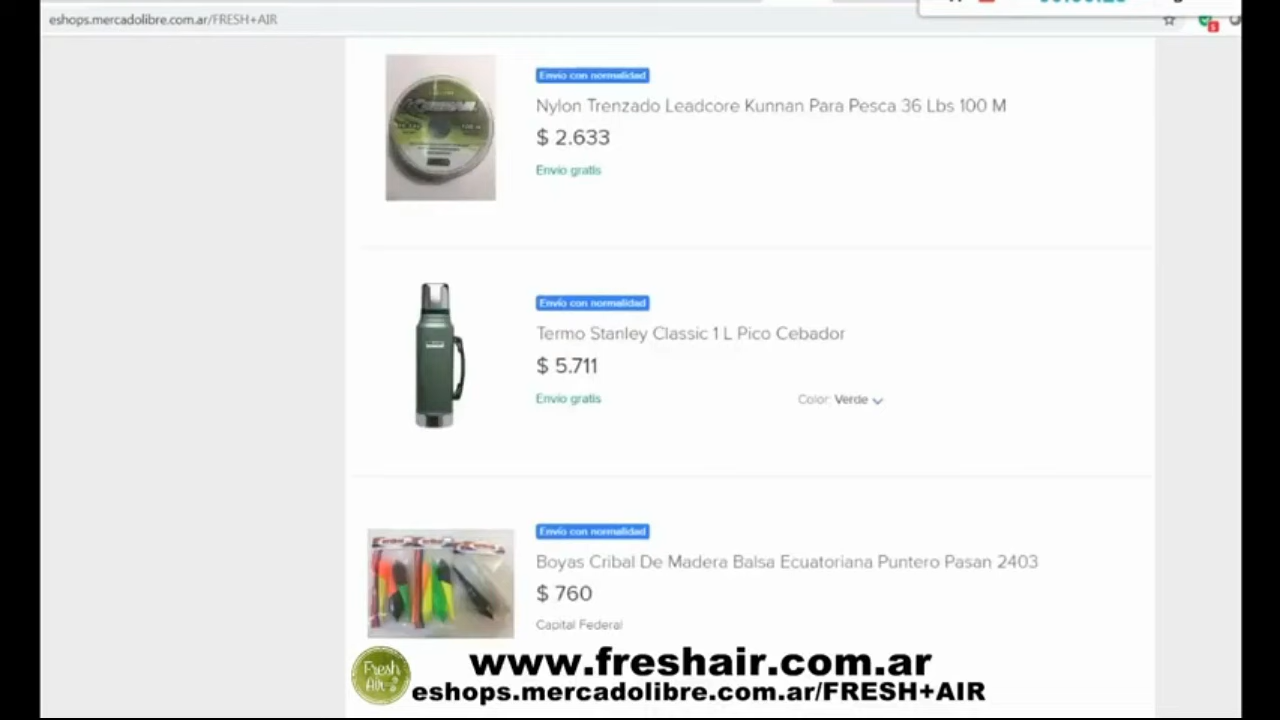 eshops.mercadolibre.com.ar/FRESH+AIR
Envío con normalidad
Nylon Trenzado Leadcore Kunnan Para Pesca 36 Lbs 100 M
$ 2.633
Envío gratis
Envío con normalidad
Termo Stanley Classic 1 L Pico Cebador
$ 5.711
Envío gratis
Color: Verde
Envío con normalidad
Boyas Cribal De Madera Balsa Ecuatoriana Puntero Pasan 2403
$ 760
Capital Federal
Fresh
Air
www.freshair.com.ar
eshops.mercadolibre.com.ar/FRESH+AIR